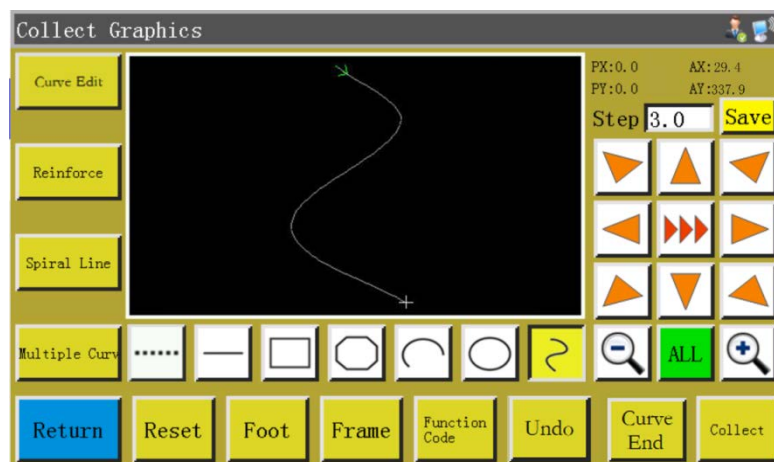 Collect Graphics
Curve Edit
PX:0.0 AX:29.4
PY:0.0 AY:337.9
Step 3.0 Save
Reinforce
Spiral Line
Multiple Curv
ALL
Return Reset Foot Frame Function Code Undo Curve End Collect